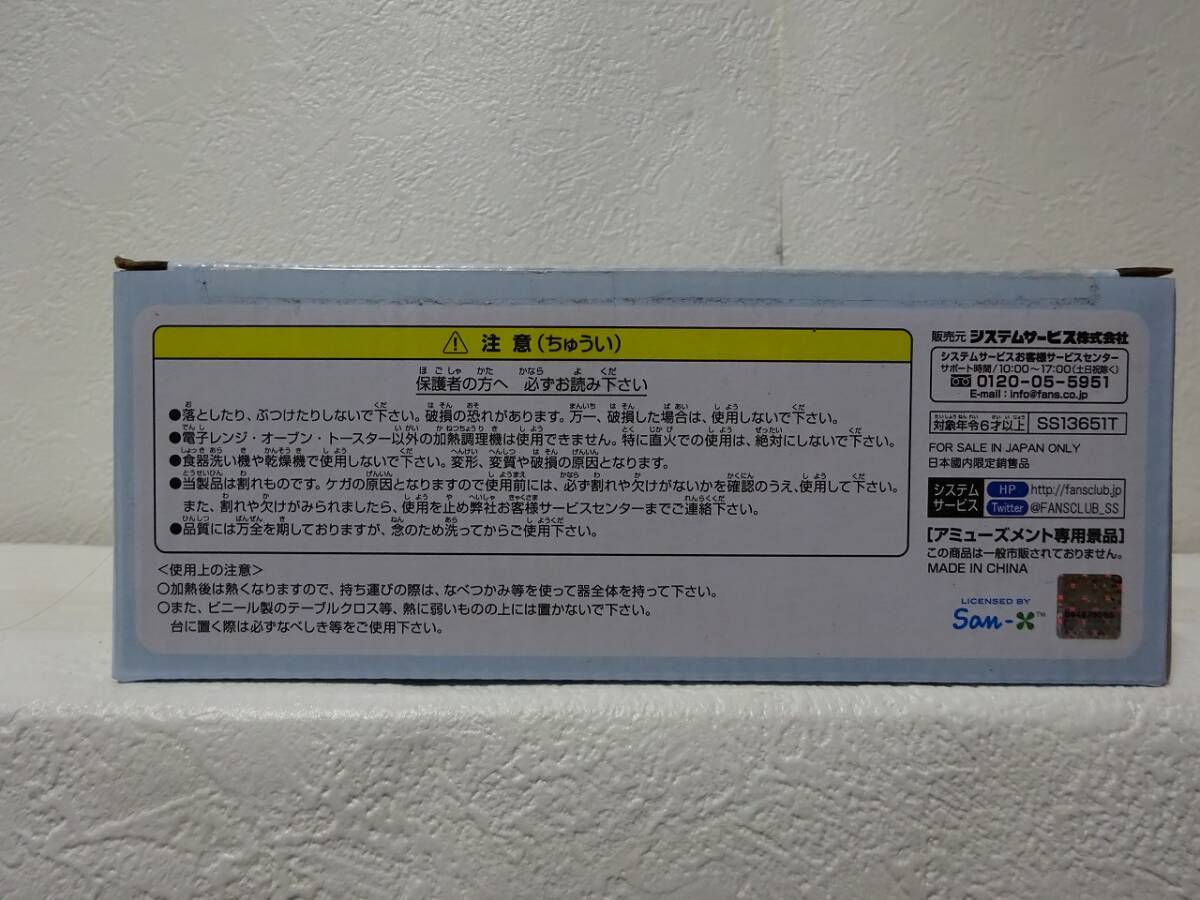 注意(ちゅうい)
保護者の方へ 必ずお読み下さい
●落としたり、ぶつけたりしないで下さい。破損の恐れがあります。万一、破損した場合は、使用しないで下さい。
●電子レンジ・オーブン・トースター以外の加熱調理機は使用できません。特に直火での使用は、絶対にしないで下さい。
●食器洗い機や乾燥機で使用しないで下さい。変形、変質や破損の原因となります。
●当製品は割れものです。ケガの原因となりますので使用前には、必ず割れや欠けがないかを確認のうえ、使用して下さい。
また、割れや欠けがみられましたら、使用を止め弊社お客様サービスセンターまでご連絡下さい。
●品質には万全を期しておりますが、念のため洗ってからご使用下さい。
<使用上の注意>
○加熱後は熱くなりますので、持ち運びの際は、なべつかみ等を使って器全体を持って下さい。
○また、ビニール製のテーブルクロス等、熱に弱いものの上には置かないで下さい。
台に置く際は必ずなべしき等をご使用下さい。
販売元 システムサービス株式会社
システムサービスお客様サービスセンター
サポート時間/10:00〜17:00(土日祝除く)
0120-05-5951
E-mail:info@fans.co.jp
対象年令6才以上 SS13651T
FOR SALE IN JAPAN ONLY
日本國内限定銷售品
システムサービス
HP http://fansclub.jp
Twitter @FANSCLUB_SS
[アミューズメント専用景品]
この商品は一般市販されておりません。
MADE IN CHINA
LICENSED BY
San-X™